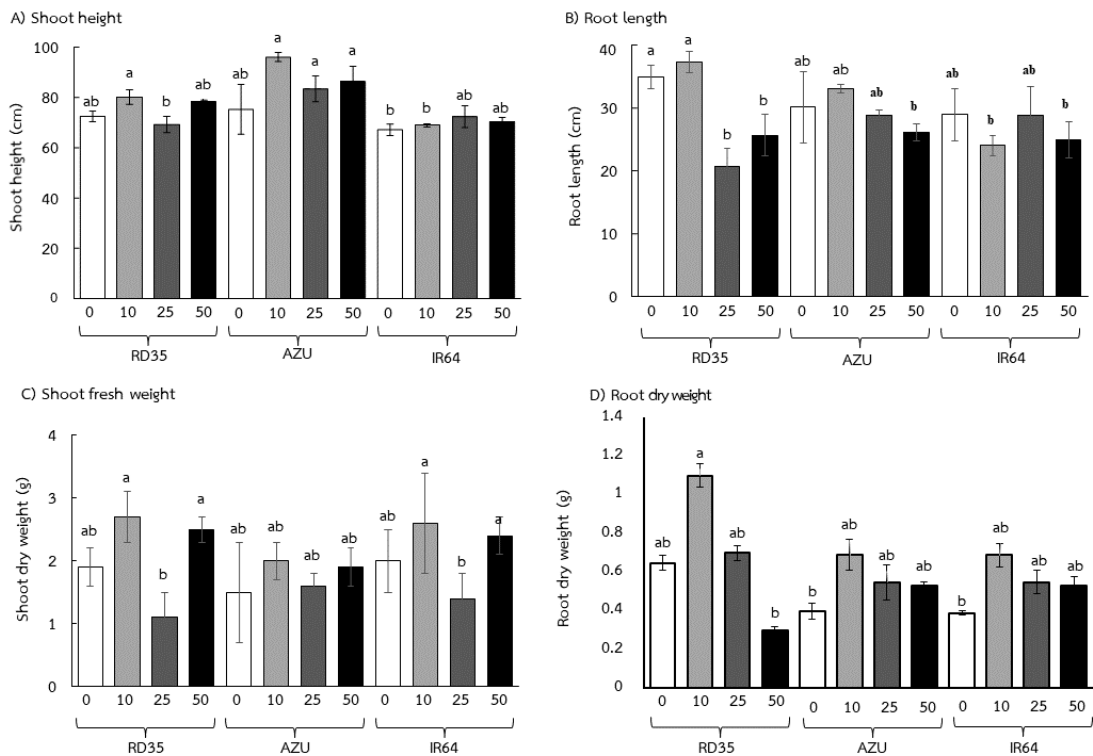 A) Shoot height
Shoot height (cm)
100
80
60
40
20
0
ab a b ab ab a a a b b ab ab
0 10 25 50 0 10 25 50 0 10 25 50
RD35 AZU IR64
B) Root length
Root length (cm)
40
30
20
10
0
a a b b ab ab ab b ab b ab b
0 10 25 50 0 10 25 50 0 10 25 50
RD35 AZU IR64
C) Shoot fresh weight
Shoot dry weight (g)
4
3
2
1
0
ab a b a ab ab ab ab ab a b a
0 10 25 50 0 10 25 50 0 10 25 50
RD35 AZU IR64
D) Root dry weight
Root dry weight (g)
1.4
1.2
1
0.8
0.6
0.4
0.2
0
ab a ab b b ab ab ab b ab ab ab
0 10 25 50 0 10 25 50 0 10 25 50
RD35 AZU IR64